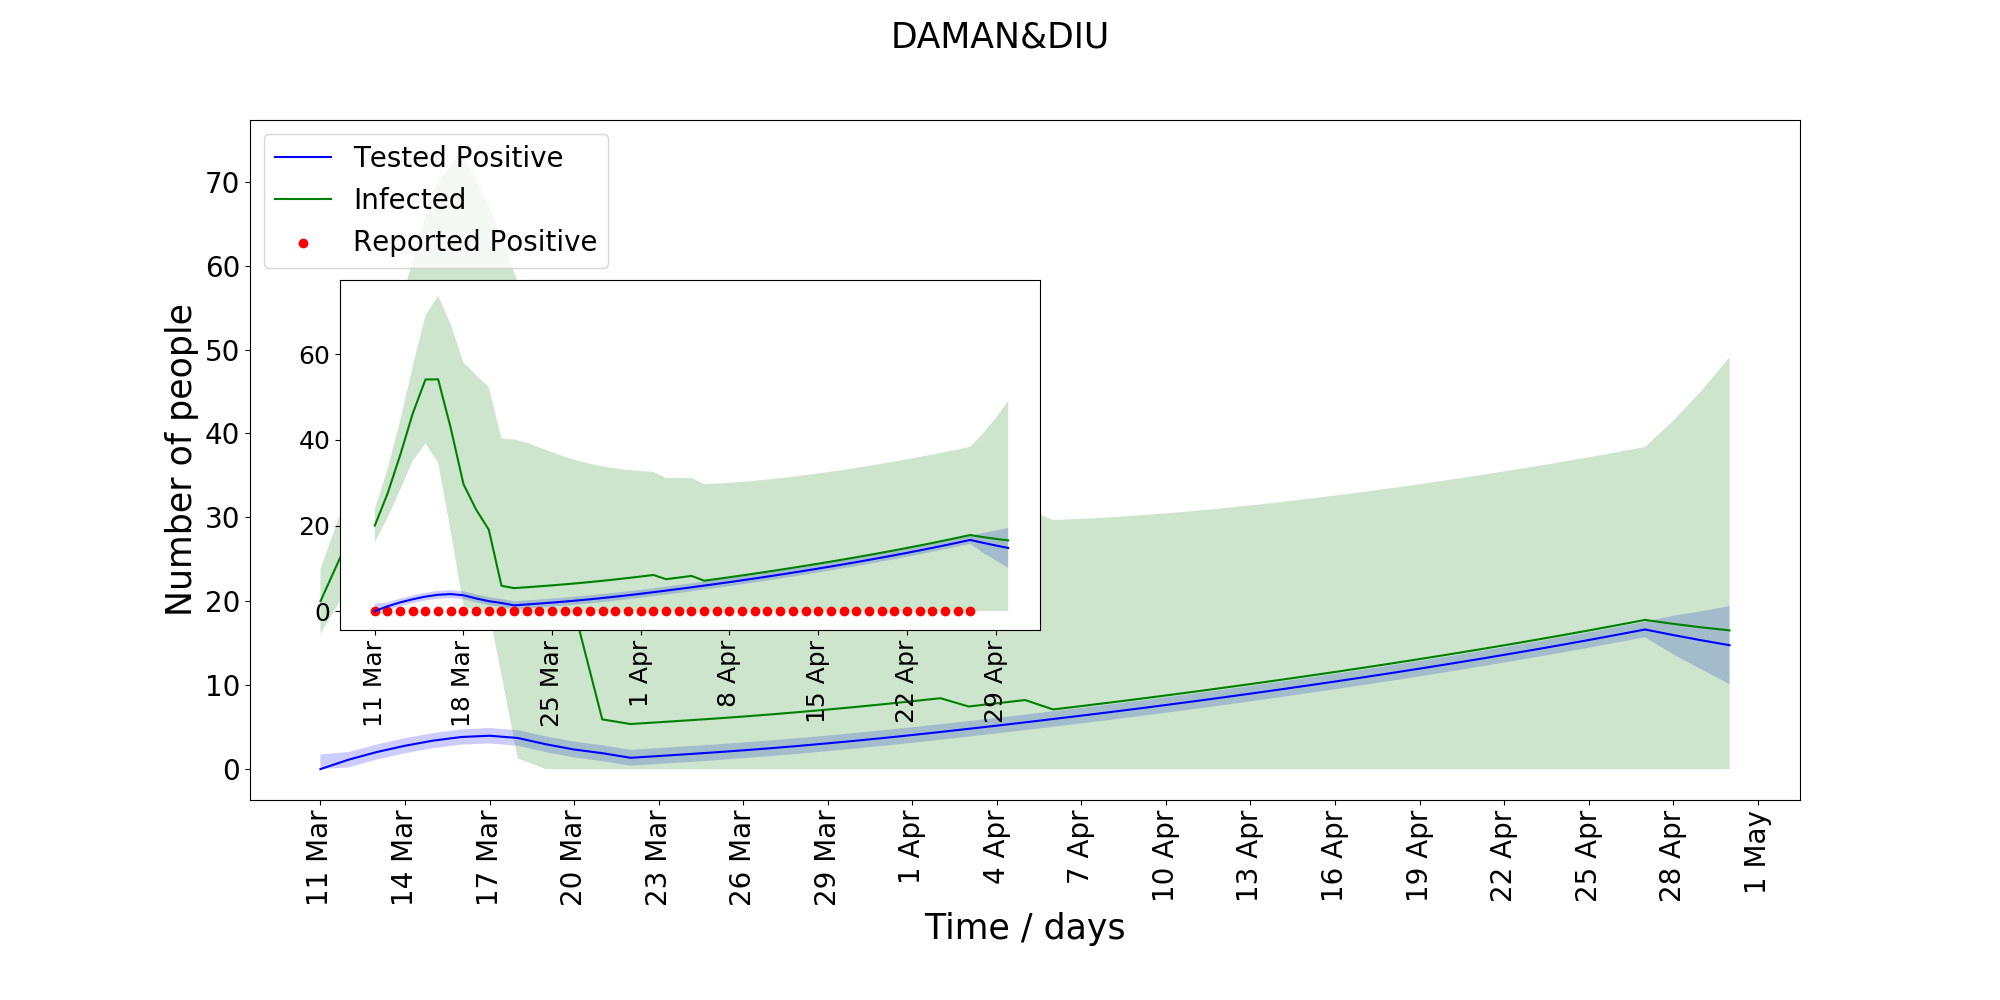 DAMAN&DIU
Tested Positive
Infected
Reported Positive
Number of people
70
60
50
40
30
20
10
0
60
40
20
0
11 Mar
18 Mar
25 Mar
1 Apr
8 Apr
15 Apr
22 Apr
29 Apr
11 Mar
14 Mar
17 Mar
20 Mar
23 Mar
26 Mar
29 Mar
1 Apr
4 Apr
7 Apr
10 Apr
13 Apr
16 Apr
19 Apr
22 Apr
25 Apr
28 Apr
1 May
Time / days